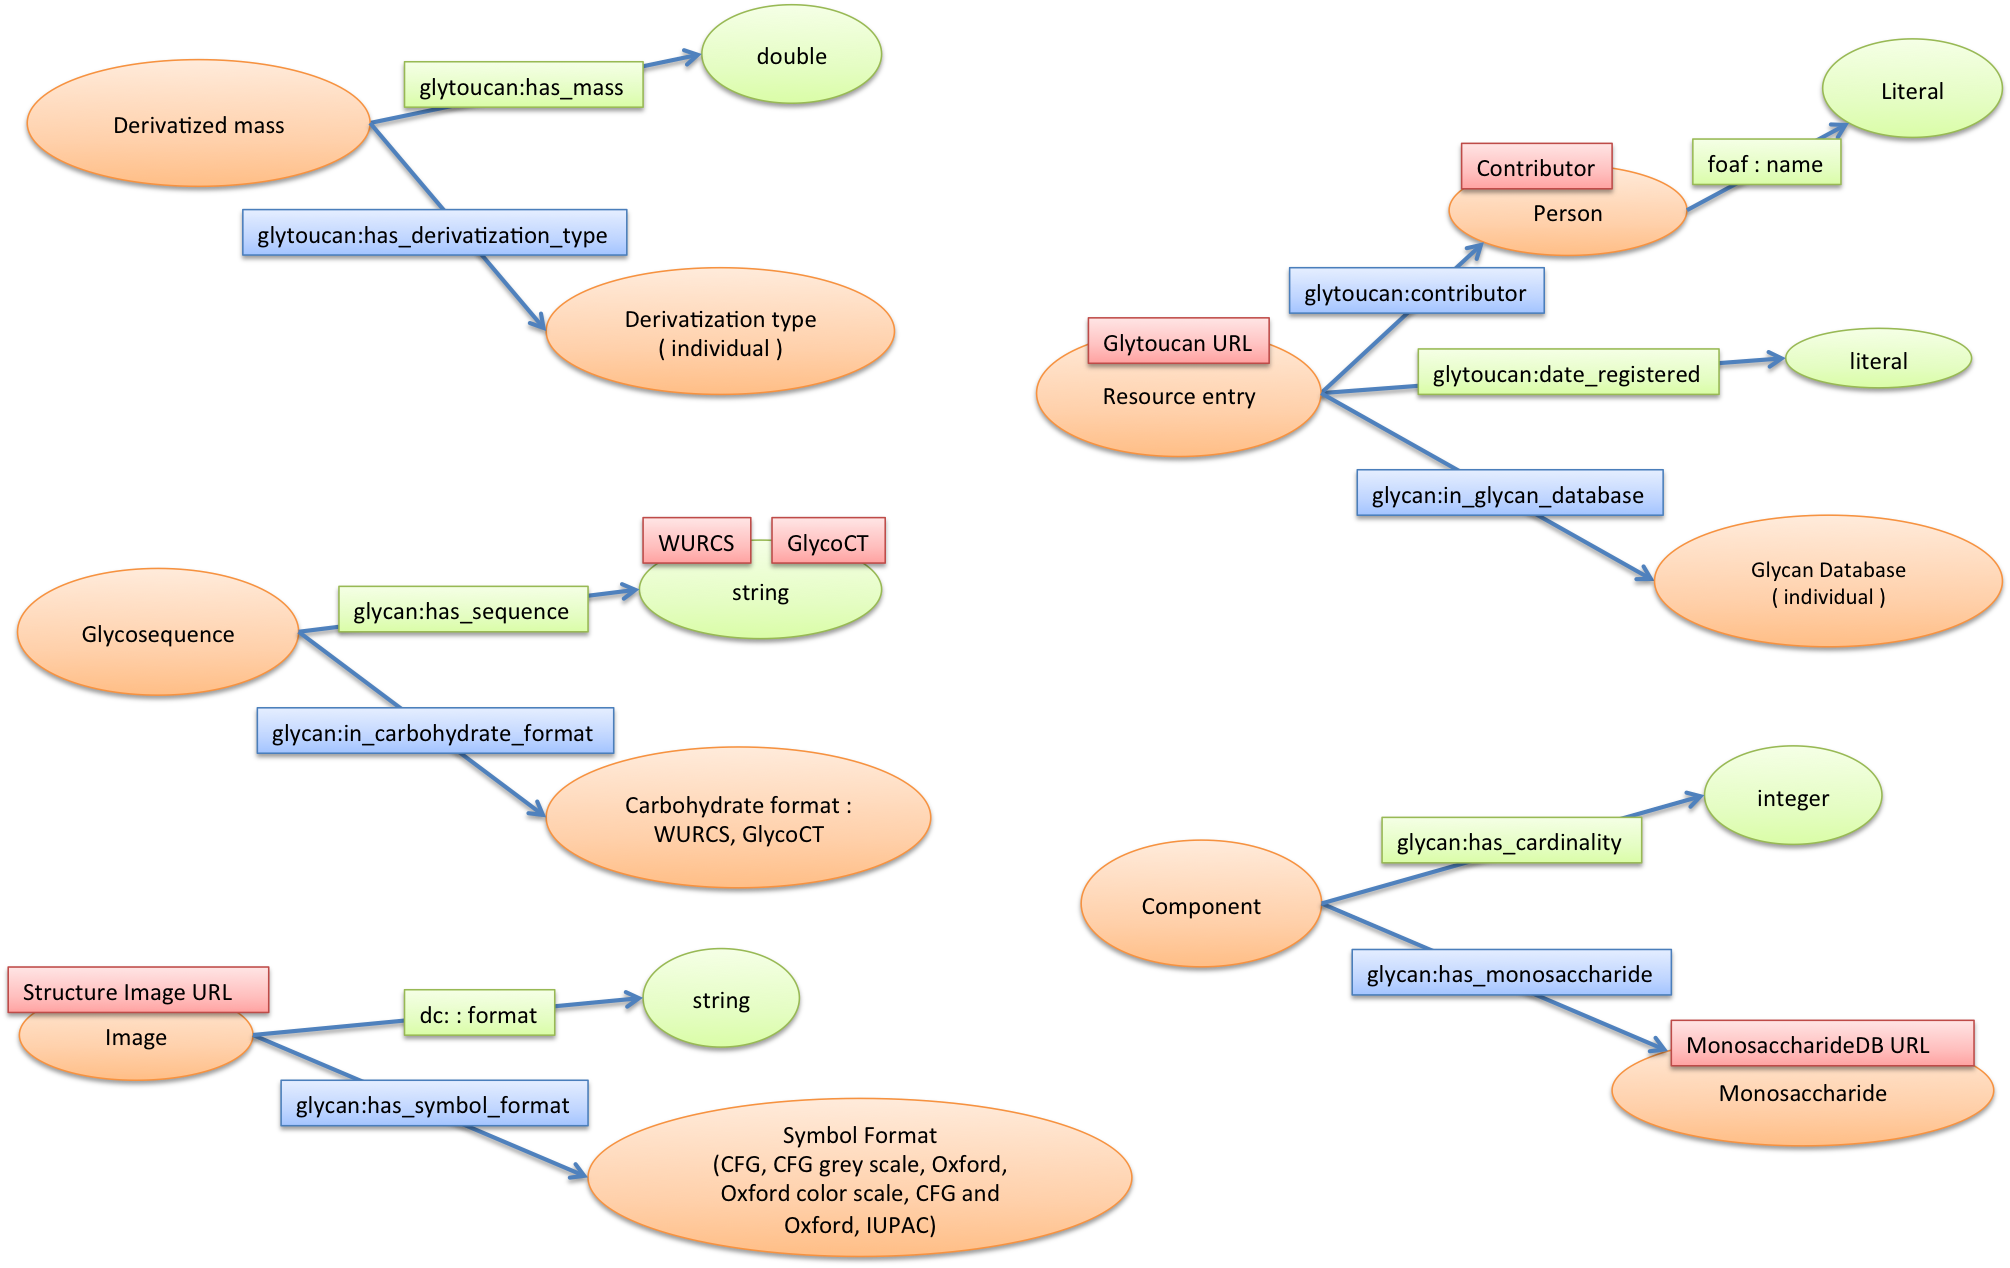 double
glytoucan:has_mass
Derivatized mass
glytoucan:has_derivatization_type
Derivatization type
( individual )
Literal
foaf : name
Contributor
Person
glytoucan:contributor
Glytoucan URL
Resource entry
glytoucan:date_registered
literal
glycan:in_glycan_database
Glycan Database
( individual )
WURCS
GlycoCT
string
glycan:has_sequence
Glycosequence
glycan:in_carbohydrate_format
Carbohydrate format :
WURCS, GlycoCT
integer
glycan:has_cardinality
Component
glycan:has_monosaccharide
MonosaccharideDB URL
Monosaccharide
Structure Image URL
Image
dc: : format
string
glycan:has_symbol_format
Symbol Format
(CFG, CFG grey scale, Oxford,
Oxford color scale, CFG and
Oxford, IUPAC)